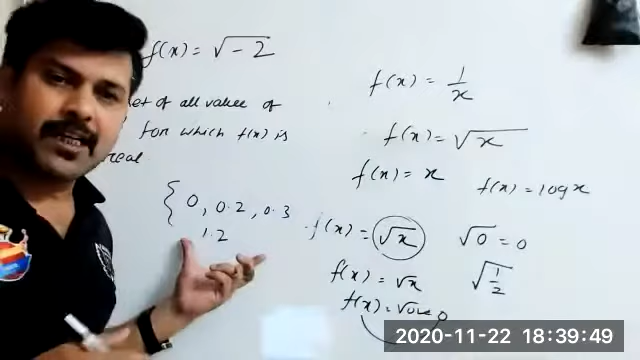 f(x) = √-2
et of all value of
for which f(x) is
real
{ 0, 0.2, 0.3
1.2
f(x) = 1/x
f(x) = √x
f(x) = x
f(x) = log x
f(x) = √x
√0 = 0
f(x) = √x
√1/2
f(x) = √
2020-11-22 18:39:49